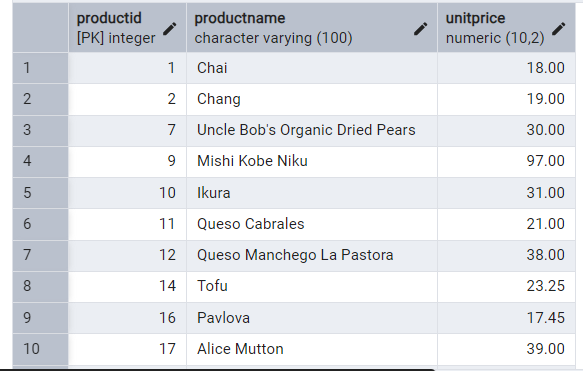 productid productname unitprice
[PK] integer character varying (100) numeric (10,2)
1 1 Chai 18.00
2 2 Chang 19.00
3 7 Uncle Bob's Organic Dried Pears 30.00
4 9 Mishi Kobe Niku 97.00
5 10 Ikura 31.00
6 11 Queso Cabrales 21.00
7 12 Queso Manchego La Pastora 38.00
8 14 Tofu 23.25
9 16 Pavlova 17.45
10 17 Alice Mutton 39.00